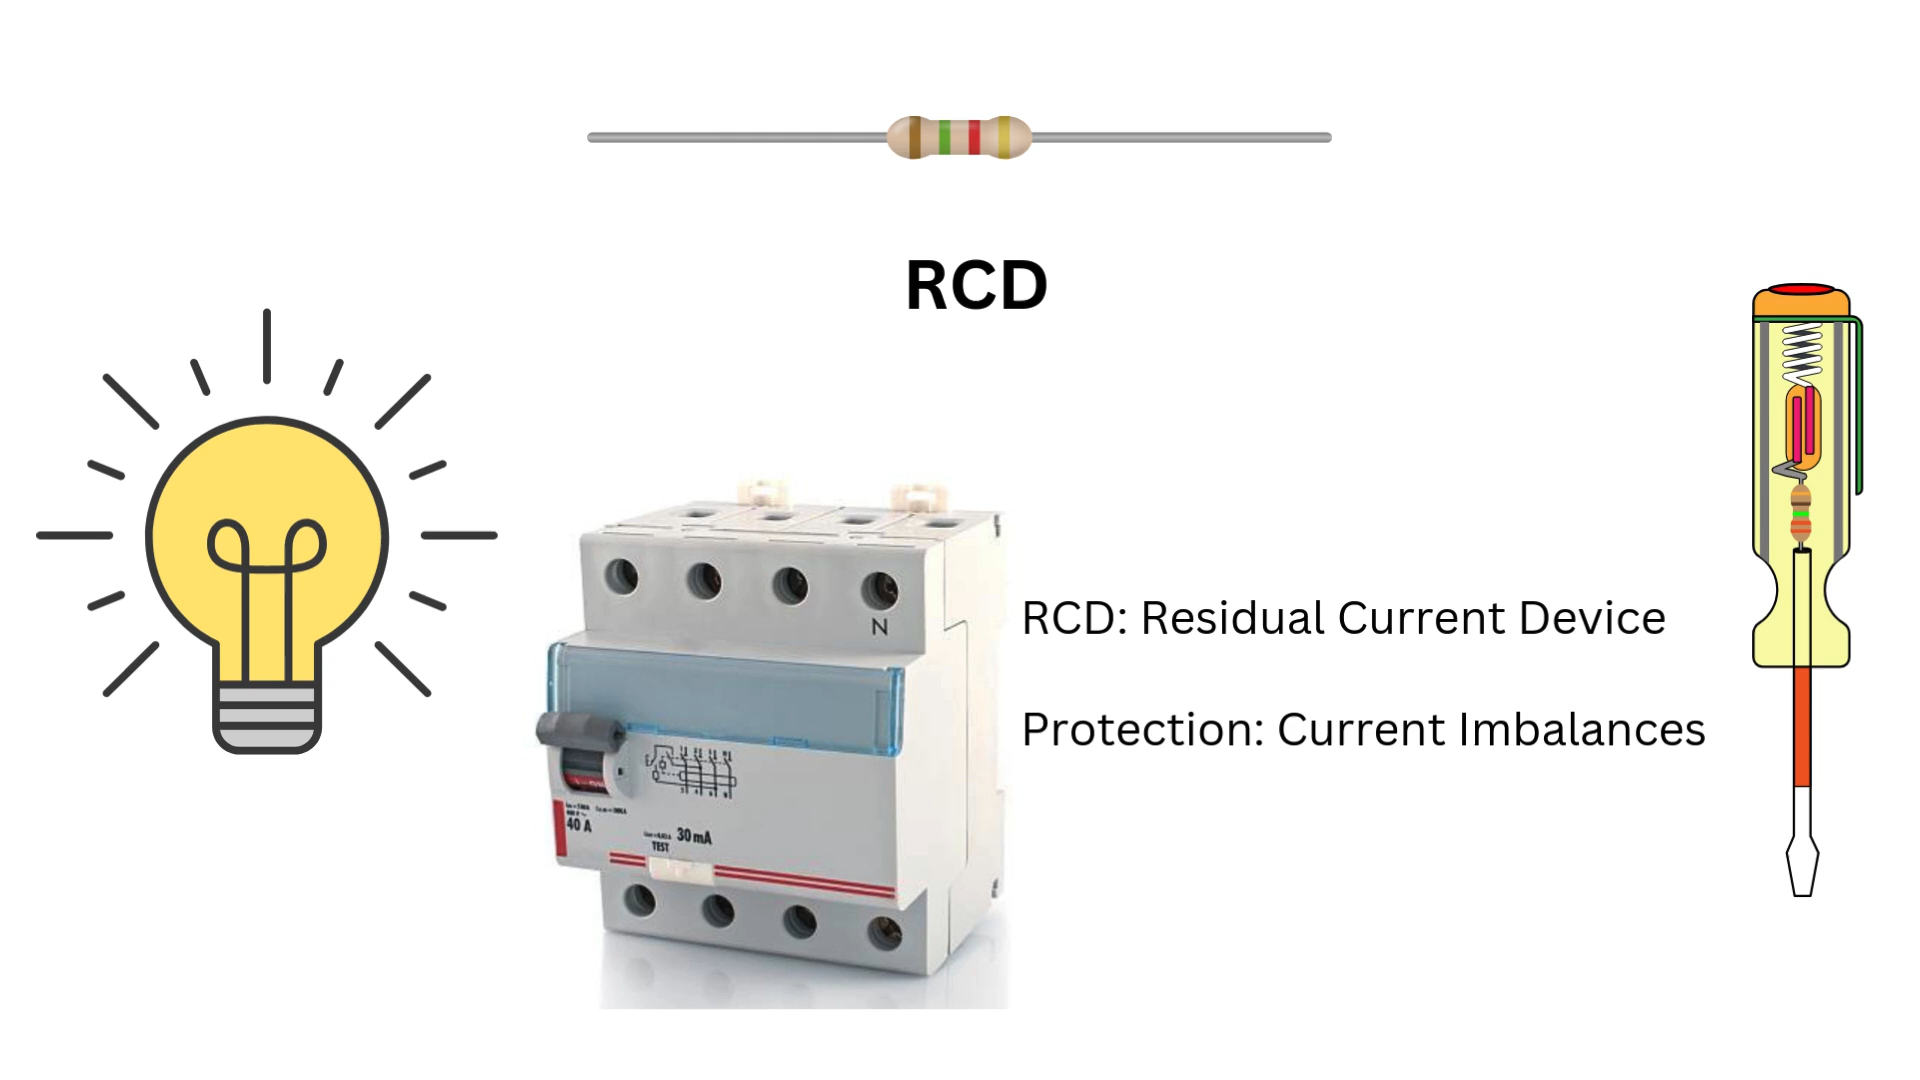 RCD
N
RCD: Residual Current Device
Protection: Current Imbalances
40 A
30 mA
TEST